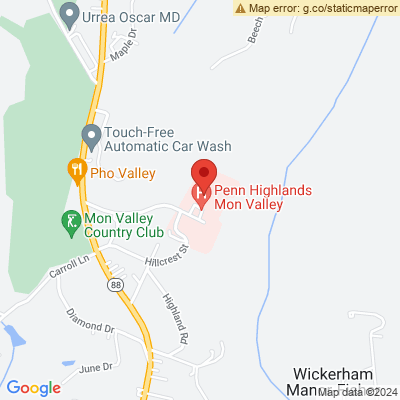 Map error: g.co/staticmaperror
Urrea Oscar MD
Maple Dr
Beech
Touch-Free
Automatic Car Wash
Pho Valley
Penn Highlands
Mon Valley
Mon Valley
Country Club
Carroll Ln
Hillcrest St
88
Highland Rd
Diamond Dr
June Dr
Wickerham
Google
Map data ©2024